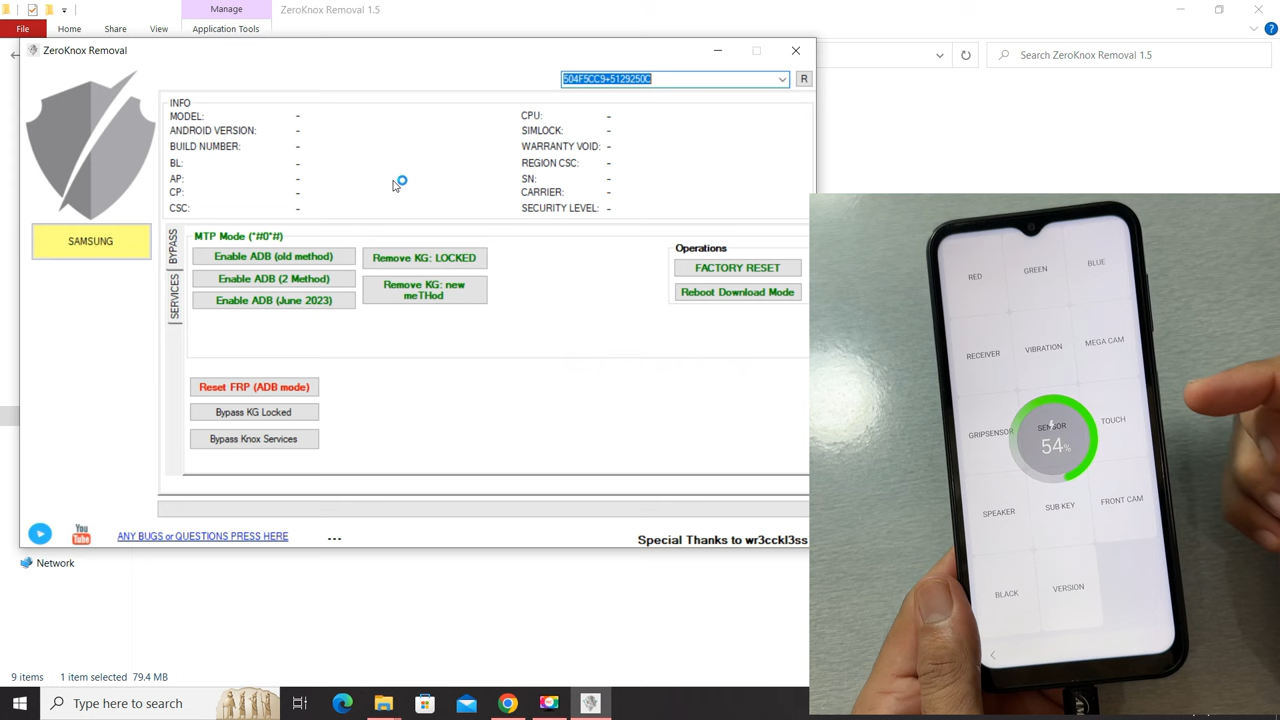 Manage
ZeroKnox Removal 1.5
File
Home
Share
View
Application Tools
Search ZeroKnox Removal 1.5
ZeroKnox Removal
504F5CC9+5129250C
R
INFO
MODEL: -
ANDROID VERSION: -
BUILD NUMBER: -
BL: -
AP: -
CP: -
CSC: -
CPU: -
SIMLOCK: -
WARRANTY VOID: -
REGION CSC: -
SN: -
CARRIER: -
SECURITY LEVEL: -
SAMSUNG
BYPASS
SERVICES
MTP Mode (*#0*#)
Enable ADB (old method)
Enable ADB (2 Method)
Enable ADB (June 2023)
Remove KG: LOCKED
Remove KG: new
meTHod
Operations
FACTORY RESET
Reboot Download Mode
Reset FRP (ADB mode)
Bypass KG Locked
Bypass Knox Services
You
Tube
ANY BUGS or QUESTIONS PRESS HERE
...
Special Thanks to wr3cckl3ss
Network
9 items
1 item selected 79.4 MB
Type here to search
RED
GREEN
BLUE
RECEIVER
VIBRATION
MEGA CAM
GRIPSENSOR
SENSOR
TOUCH
54%
SPEAKER
SUB KEY
FRONT CAM
BLACK
VERSION